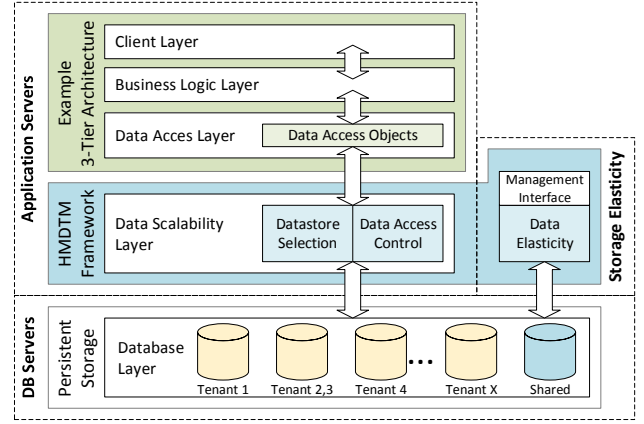 Application Servers
Example
3-Tier Architecture
Client Layer
Business Logic Layer
Data Acces Layer
Data Access Objects
HMDTM
Framework
Data Scalability
Layer
Datastore
Selection
Data Access
Control
Management
Interface
Data
Elasticity
Storage Elasticity
DB Servers
Persistent
Storage
Database
Layer
...
Tenant 1
Tenant 2,3
Tenant 4
Tenant X
Shared